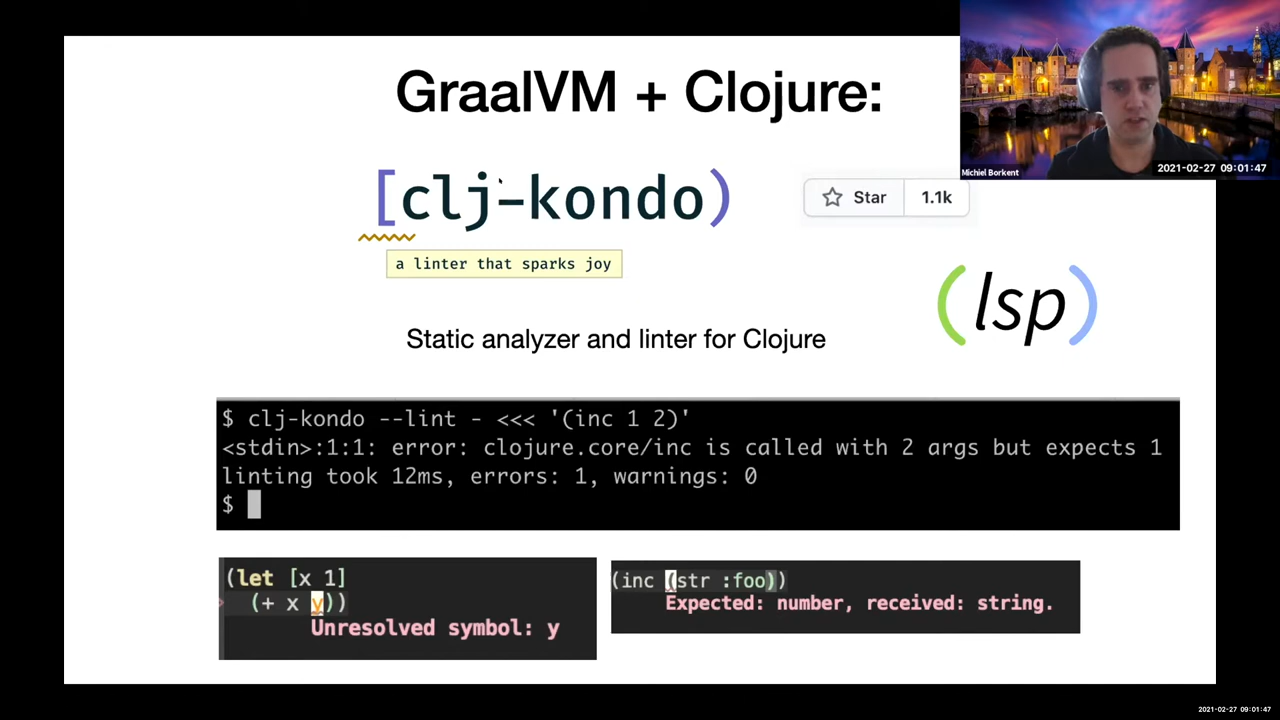 GraalVM + Clojure:
[clj-kondo)
Star 1.1k
a linter that sparks joy
(lsp)
Static analyzer and linter for Clojure
$ clj-kondo --lint - <<< '(inc 1 2)'
<stdin>:1:1: error: clojure.core/inc is called with 2 args but expects 1
linting took 12ms, errors: 1, warnings: 0
$
(let [x 1]
(+ x y))
Unresolved symbol: y
(inc (str :foo))
Expected: number, received: string.
Michiel Borkent
2021-02-27 09:01:47
2021-02-27 09:01:47